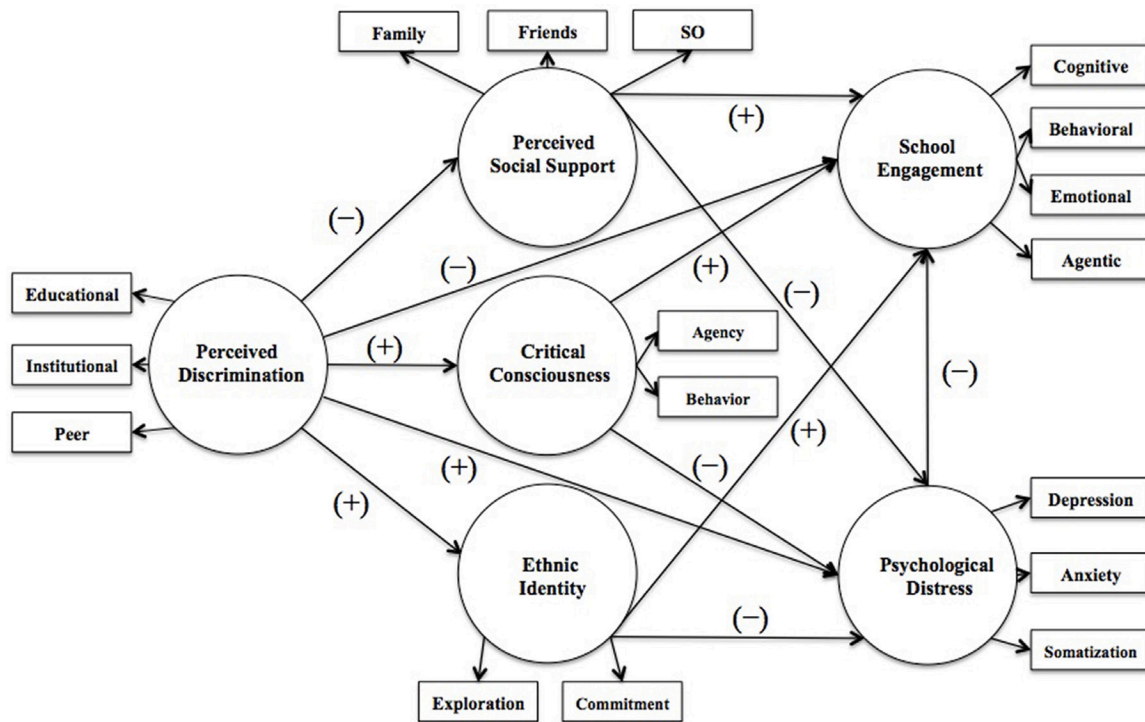 Family
Friends
SO
Cognitive
Behavioral
Emotional
Agentic
Perceived
Social Support
School
Engagement
(+)
(−)
(−)
(+)
(−)
Educational
Institutional
Peer
Perceived
Discrimination
(+)
Critical
Consciousness
Agency
Behavior
(−)
(+)
(+)
(+)
(−)
Ethnic
Identity
(−)
Psychological
Distress
Depression
Anxiety
Somatization
Exploration
Commitment